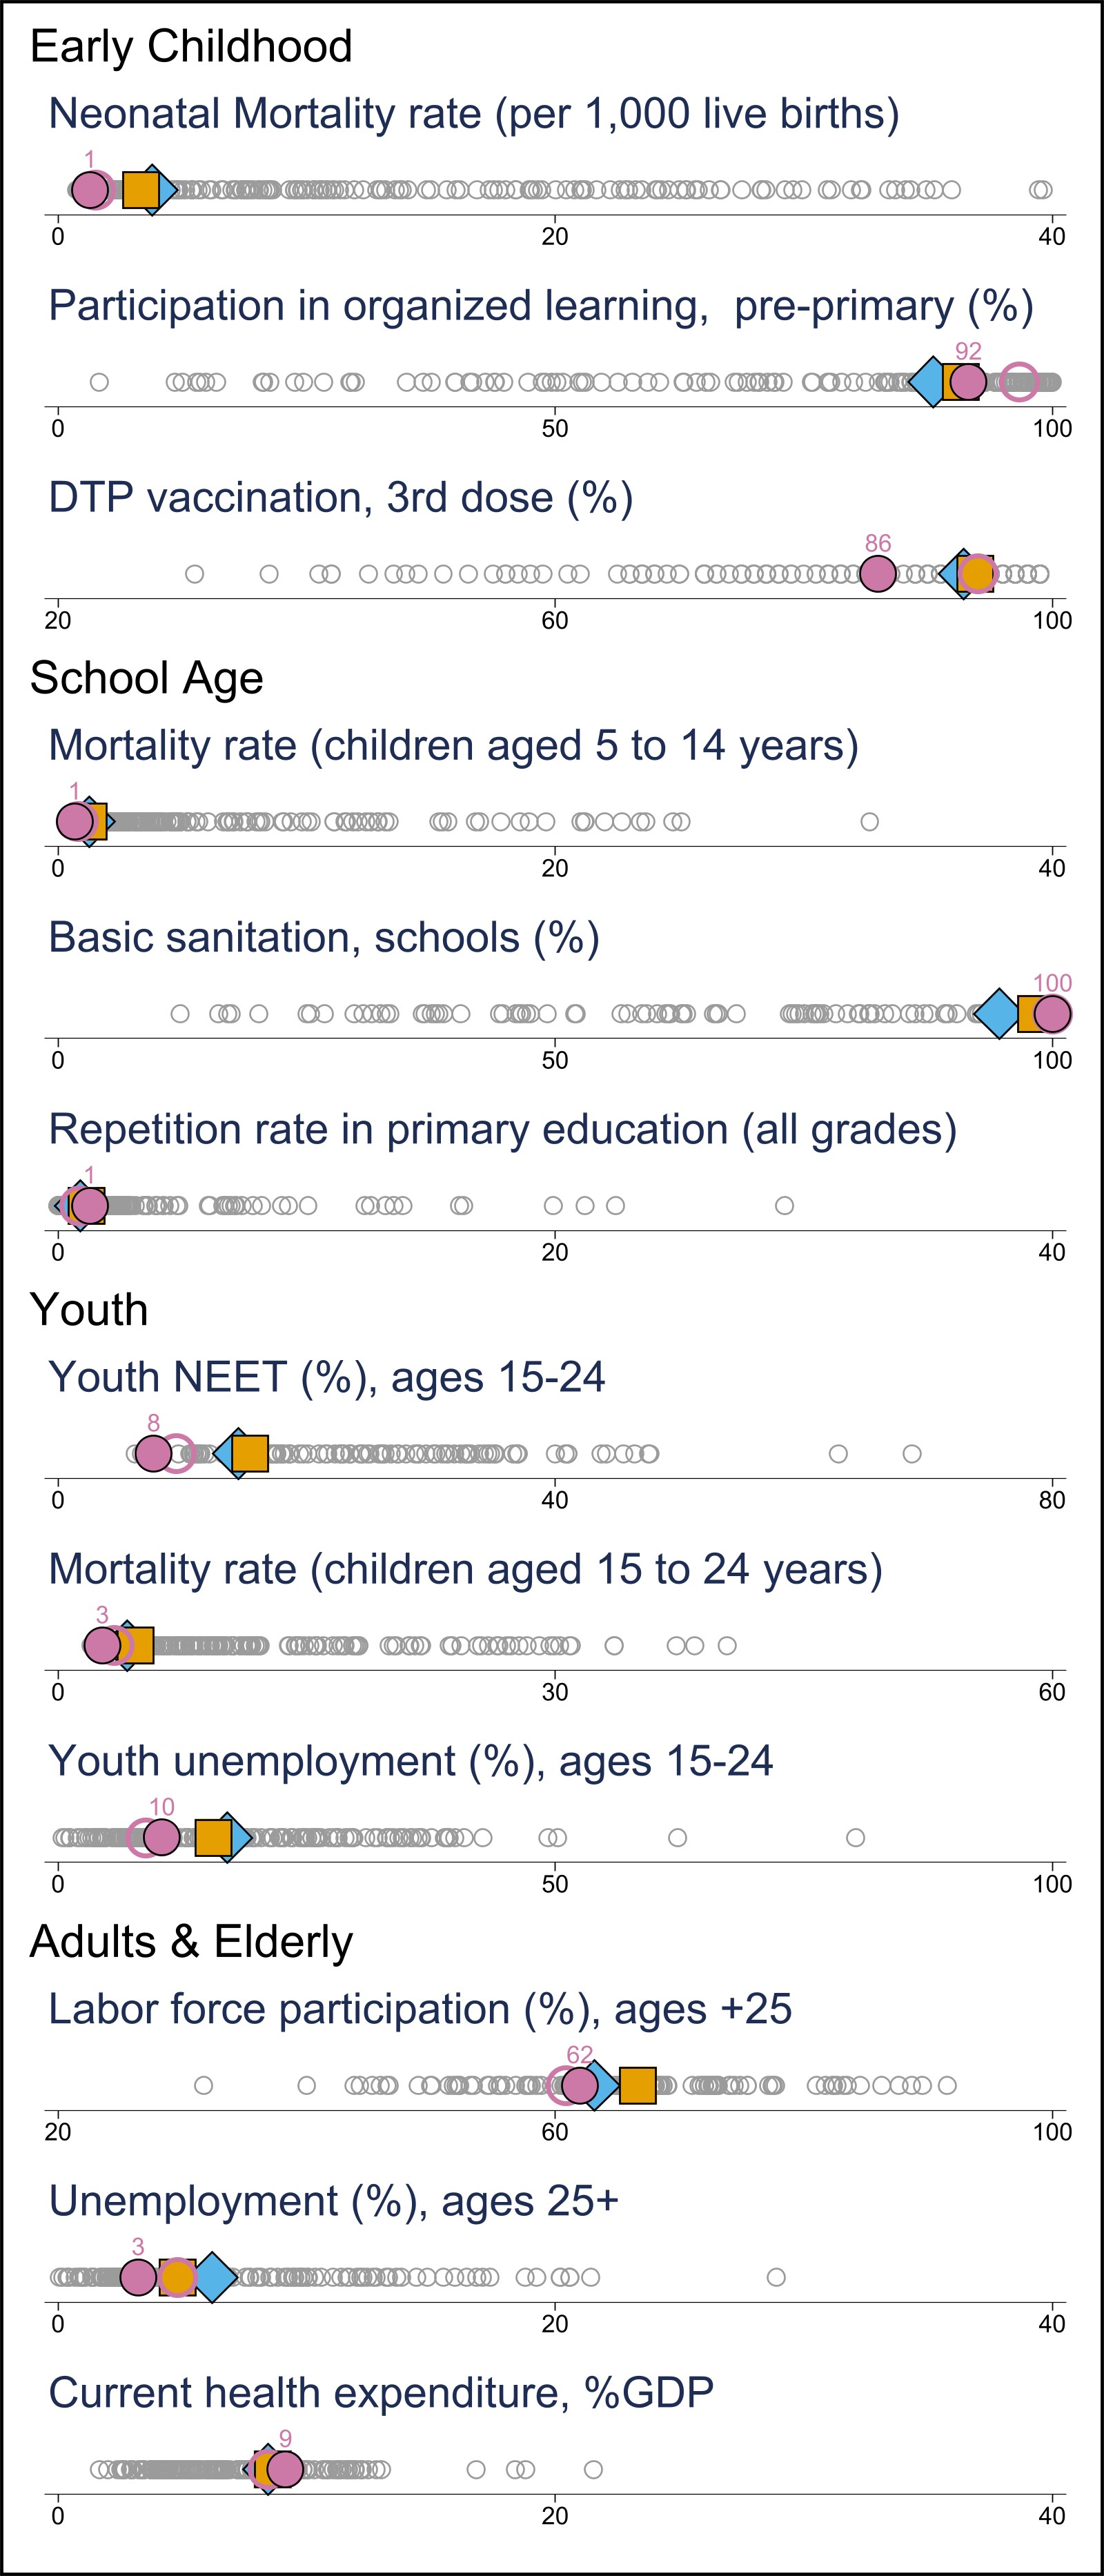 Early Childhood
Neonatal Mortality rate (per 1,000 live births)
1
0 20 40
Participation in organized learning,  pre-primary (%)
92
0 50 100
DTP vaccination, 3rd dose (%)
86
20 60 100
School Age
Mortality rate (children aged 5 to 14 years)
1
0 20 40
Basic sanitation, schools (%)
100
0 50 100
Repetition rate in primary education (all grades)
1
0 20 40
Youth
Youth NEET (%), ages 15-24
8
0 40 80
Mortality rate (children aged 15 to 24 years)
3
0 30 60
Youth unemployment (%), ages 15-24
10
0 50 100
Adults & Elderly
Labor force participation (%), ages +25
62
20 60 100
Unemployment (%), ages 25+
3
0 20 40
Current health expenditure, %GDP
9
0 20 40